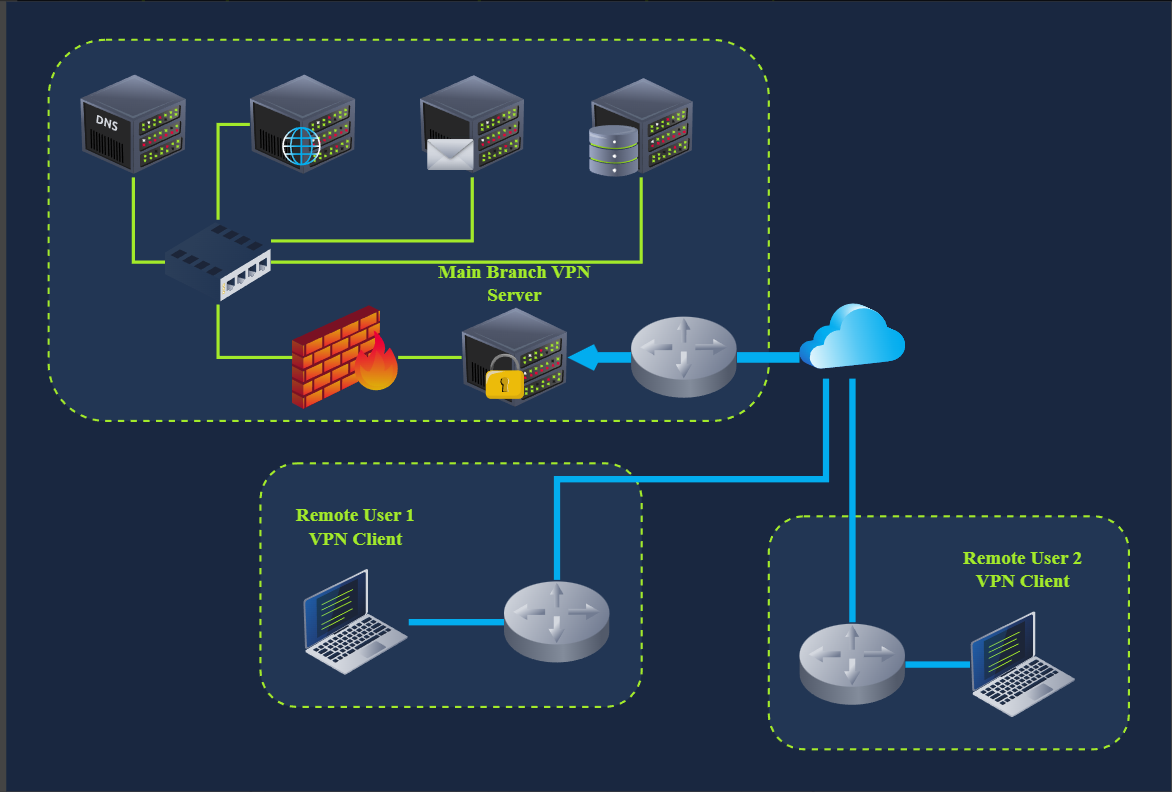 DNS
Main Branch VPN
Server
Remote User 1
VPN Client
Remote User 2
VPN Client